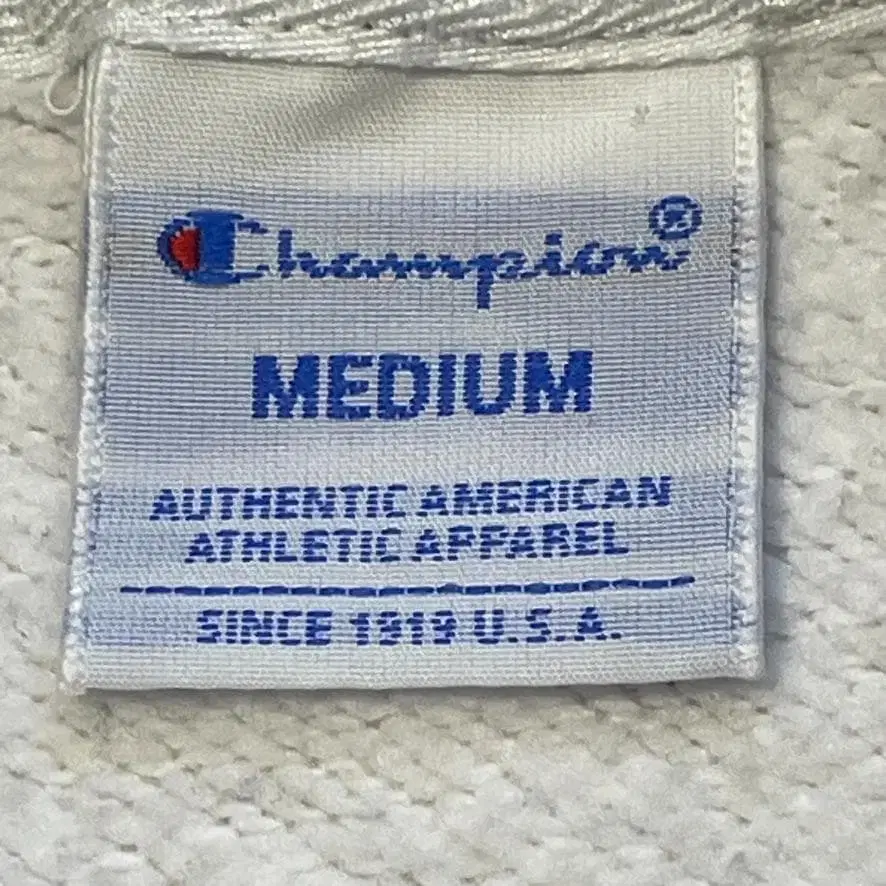 Champion®
MEDIUM
AUTHENTIC AMERICAN
ATHLETIC APPAREL
SINCE 1919 U.S.A.